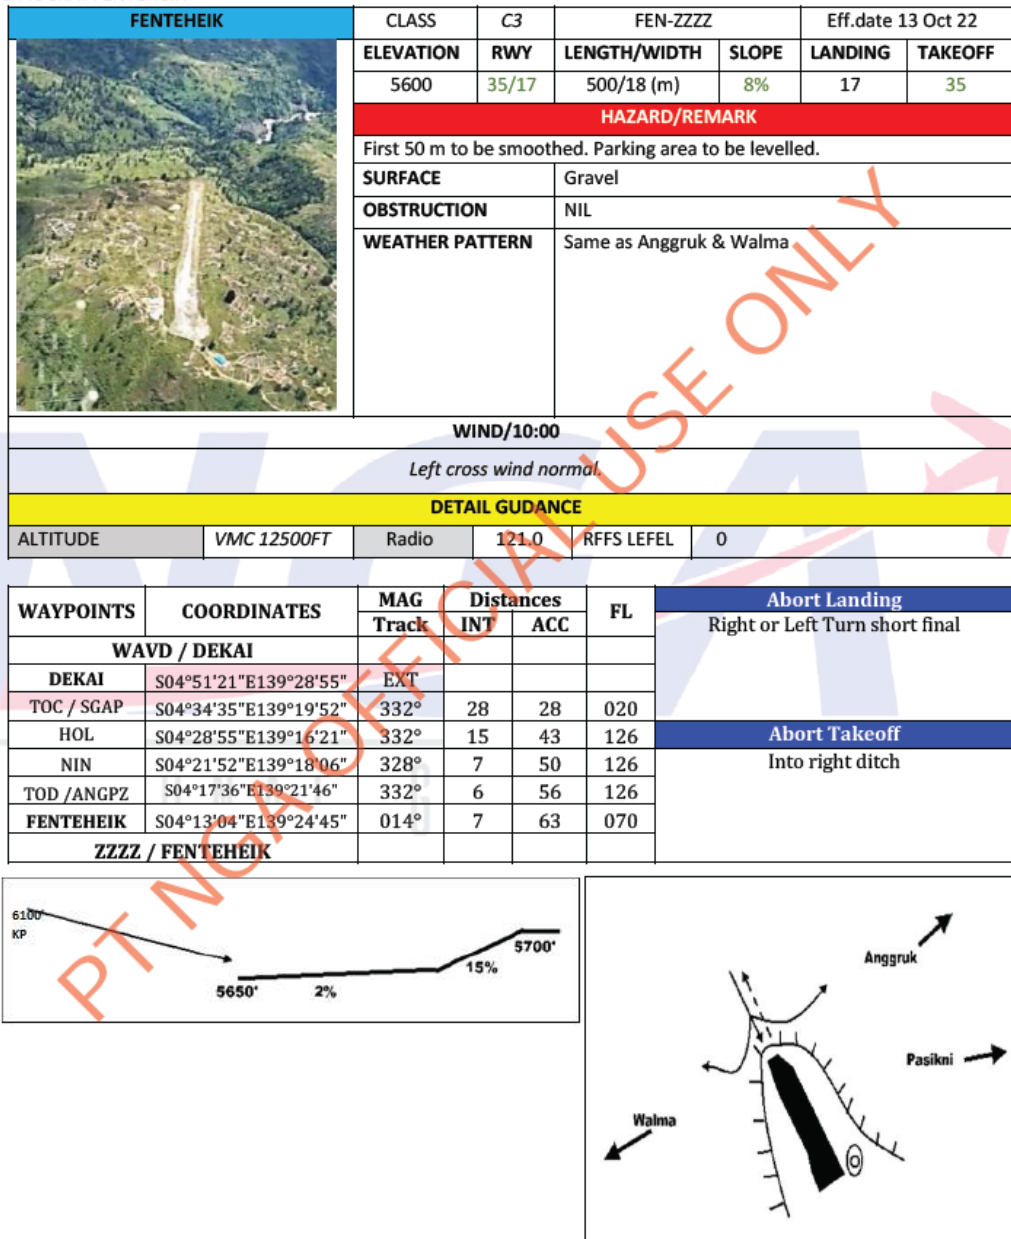 FENTEHEIK CLASS C3 FEN-ZZZZ Eff.date 13 Oct 22
ELEVATION RWY LENGTH/WIDTH SLOPE LANDING TAKEOFF
5600 35/17 500/18 (m) 8% 17 35
HAZARD/REMARK
First 50 m to be smoothed. Parking area to be levelled.
SURFACE Gravel
OBSTRUCTION NIL
WEATHER PATTERN Same as Anggruk & Walma
WIND/10:00
Left cross wind normal.
DETAIL GUDANCE
ALTITUDE VMC 12500FT Radio 121.0 RFFS LEFEL 0
WAYPOINTS COORDINATES MAG Track Distances INT ACC FL
WAVD / DEKAI
DEKAI S04°51'21"E139°28'55" EXT
TOC / SGAP S04°34'35"E139°19'52" 332° 28 28 020
HOL S04°28'55"E139°16'21" 332° 15 43 126
NIN S04°21'52"E139°18'06" 328° 7 50 126
TOD /ANGPZ S04°17'36"E139°21'46" 332° 6 56 126
FENTEHEIK S04°13'04"E139°24'45" 014° 7 63 070
ZZZZ / FENTEHEIK
Abort Landing
Right or Left Turn short final
Abort Takeoff
Into right ditch
6100'
KP
5650'
2%
15%
5700'
Anggruk
Pasikni
Walma
PT NGA OFFICIAL USE ONLY
NGA